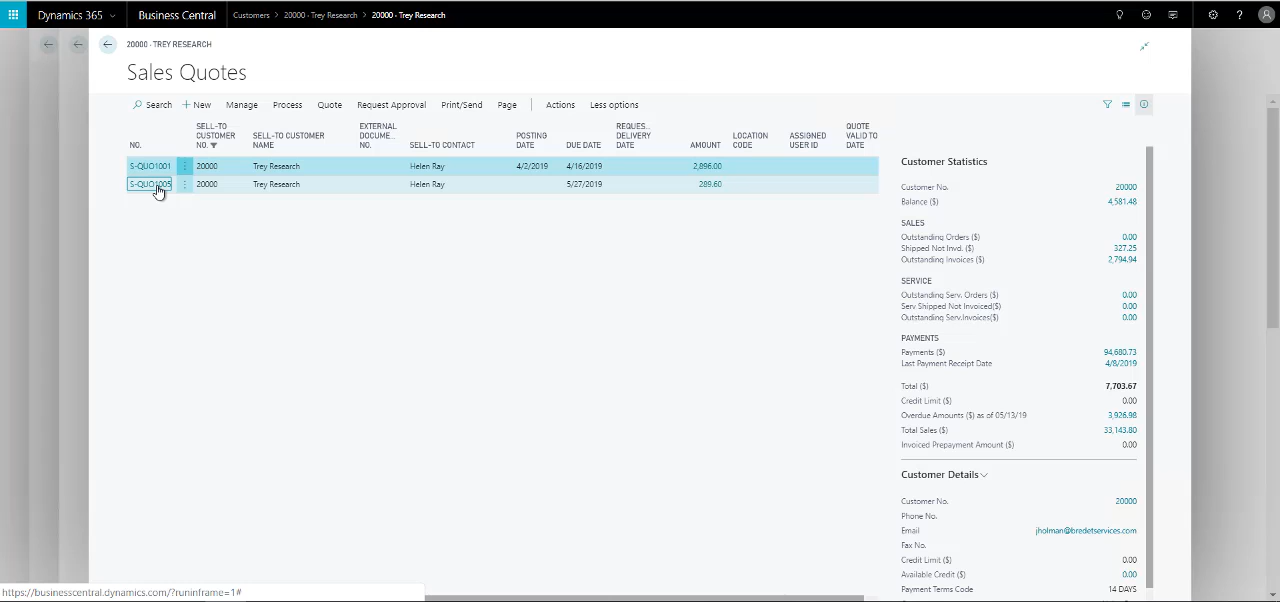 Dynamics 365 Business Central Customers > 20000 · Trey Research > 20000 · Trey Research
20000 · TREY RESEARCH
Sales Quotes
Search + New Manage Process Quote Request Approval Print/Send Page Actions Less options
NO. SELL-TO CUSTOMER NO. SELL-TO CUSTOMER NAME EXTERNAL DOCUME... NO. SELL-TO CONTACT POSTING DATE DUE DATE REQUES... DELIVERY DATE AMOUNT LOCATION CODE ASSIGNED USER ID QUOTE VALID TO DATE
S-QUO1001 20000 Trey Research Helen Ray 4/2/2019 4/16/2019 2,896.00
S-QUO1005 20000 Trey Research Helen Ray 5/27/2019 289.60
Customer Statistics
Customer No. 20000
Balance ($) 4,581.48
SALES
Outstanding Orders ($) 0.00
Shipped Not Invd. ($) 327.25
Outstanding Invoices ($) 2,794.94
SERVICE
Outstanding Serv. Orders ($) 0.00
Serv Shipped Not Invoiced($) 0.00
Outstanding Serv.Invoices($) 0.00
PAYMENTS
Payments ($) 94,680.73
Last Payment Receipt Date 4/8/2019
Total ($) 7,703.67
Credit Limit ($) 0.00
Overdue Amounts ($) as of 05/13/19 3,926.98
Total Sales ($) 33,143.80
Invoiced Prepayment Amount ($) 0.00
Customer Details
Customer No. 20000
Phone No.
Email jholman@bredetservices.com
Fax No.
Credit Limit ($) 0.00
Available Credit ($) 0.00
Payment Terms Code 14 DAYS
https://businesscentral.dynamics.com/?runinframe=1#